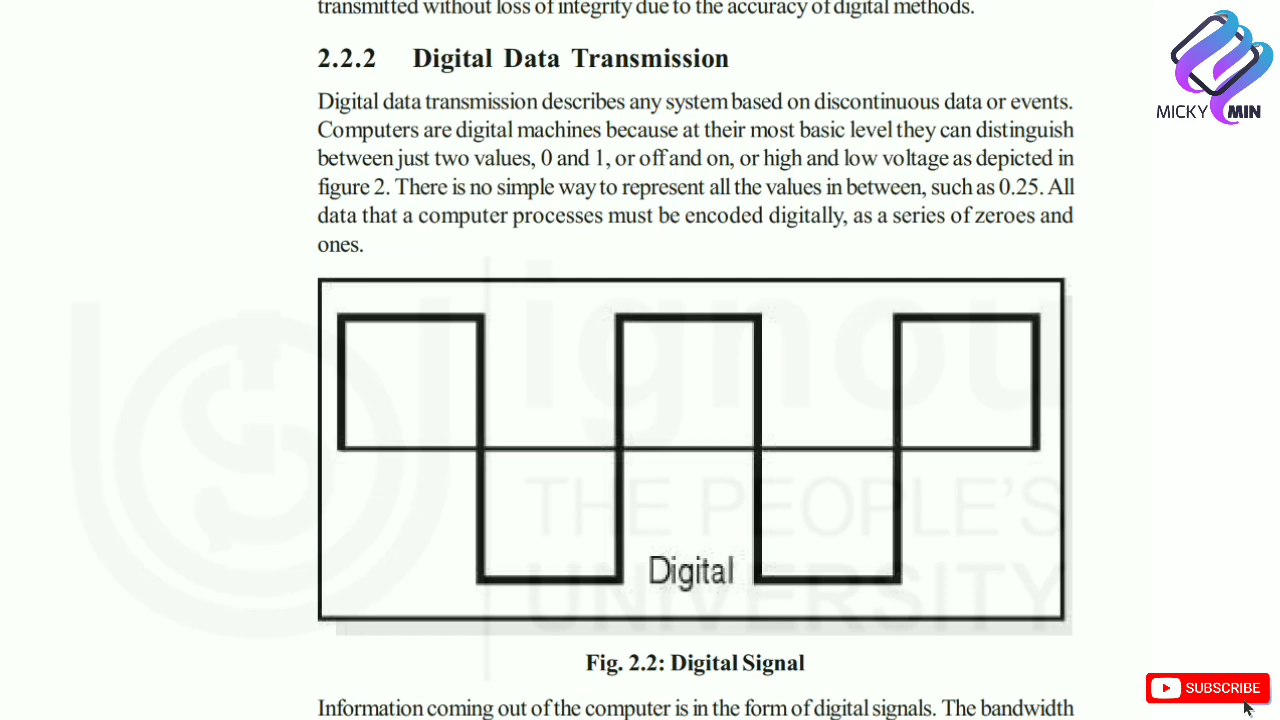 transmitted without loss of integrity due to the accuracy of digital methods.
2.2.2 Digital Data Transmission
Digital data transmission describes any system based on discontinuous data or events.
Computers are digital machines because at their most basic level they can distinguish
between just two values, 0 and 1, or off and on, or high and low voltage as depicted in
figure 2. There is no simple way to represent all the values in between, such as 0.25. All
data that a computer processes must be encoded digitally, as a series of zeroes and
ones.
ignou
THE PEOPLE'S
UNIVERSITY
Digital
Fig. 2.2: Digital Signal
Information coming out of the computer is in the form of digital signals. The bandwidth
MICKY MIN
SUBSCRIBE